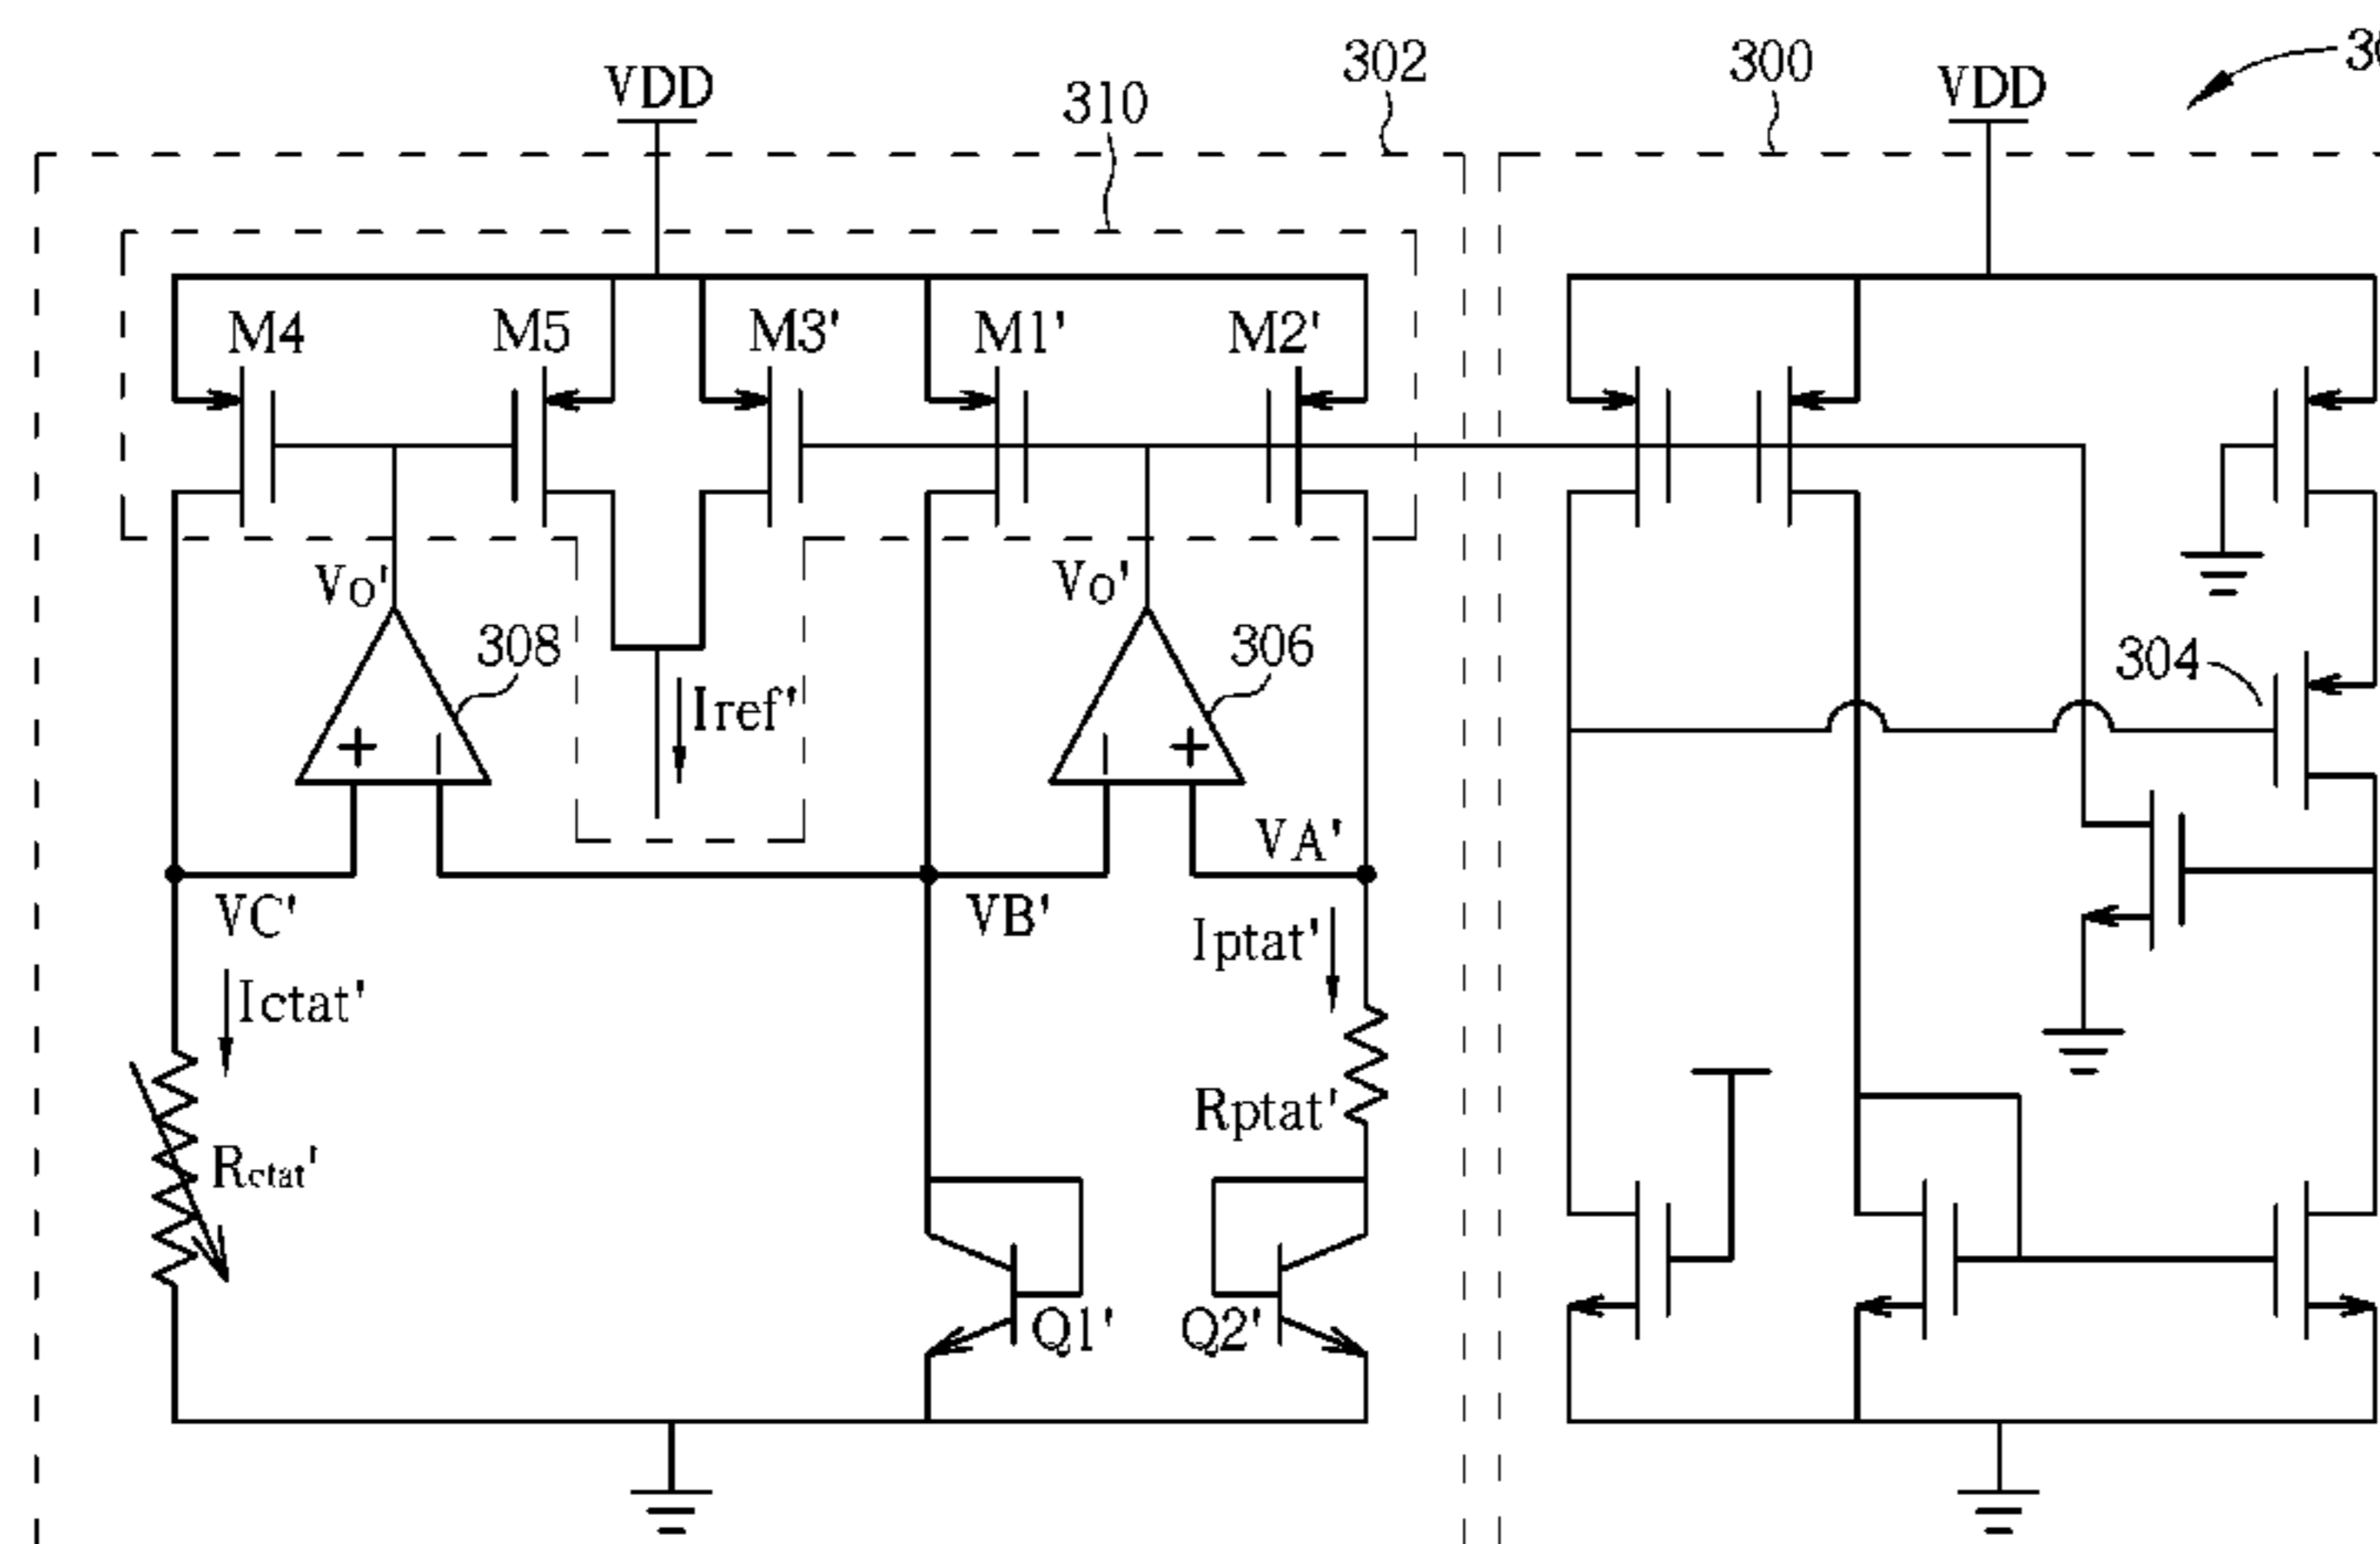 302
300
VDD
VDD
310
M4
M5
M3'
M1'
M2'
Vo'
Vo'
308
306
304
Iref'
+
−
−
+
VA'
VC'
VB'
Iptat'
Ictat'
Rptat'
Rctat'
Q1'
Q2'